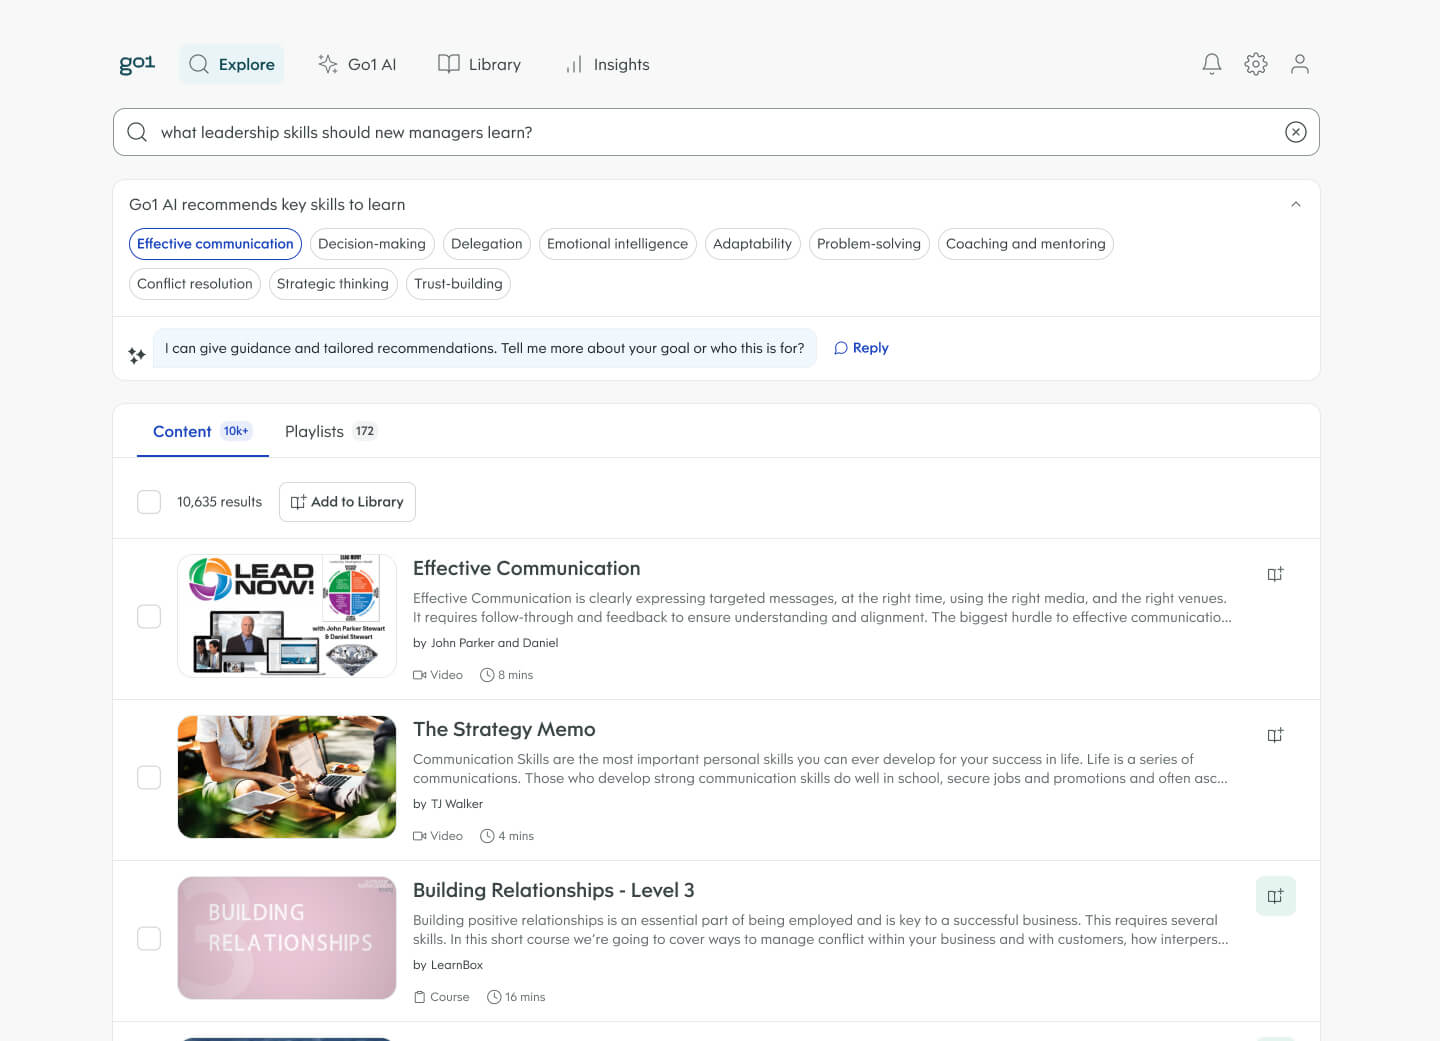 go1
Explore
Go1 AI
Library
Insights
what leadership skills should new managers learn?
Go1 AI recommends key skills to learn
Effective communication
Decision-making
Delegation
Emotional intelligence
Adaptability
Problem-solving
Coaching and mentoring
Conflict resolution
Strategic thinking
Trust-building
I can give guidance and tailored recommendations. Tell me more about your goal or who this is for?
Reply
Content 10k+
Playlists 172
10,635 results
Add to Library
LEAD NOW!
LEAD
NOW!
with John Parker Stewart
& Daniel Stewart
Effective Communication
Effective Communication is clearly expressing targeted messages, at the right time, using the right media, and the right venues.
It requires follow-through and feedback to ensure understanding and alignment. The biggest hurdle to effective communicatio...
by John Parker and Daniel
Video
8 mins
The Strategy Memo
Communication Skills are the most important personal skills you can ever develop for your success in life. Life is a series of
communications. Those who develop strong communication skills do well in school, secure jobs and promotions and often asc...
by TJ Walker
Video
4 mins
3
BUILDING
RELATIONSHIPS
Building Relationships - Level 3
Building positive relationships is an essential part of being employed and is key to a successful business. This requires several
skills. In this short course we're going to cover ways to manage conflict within your business and with customers, how interpers...
by LearnBox
Course
16 mins